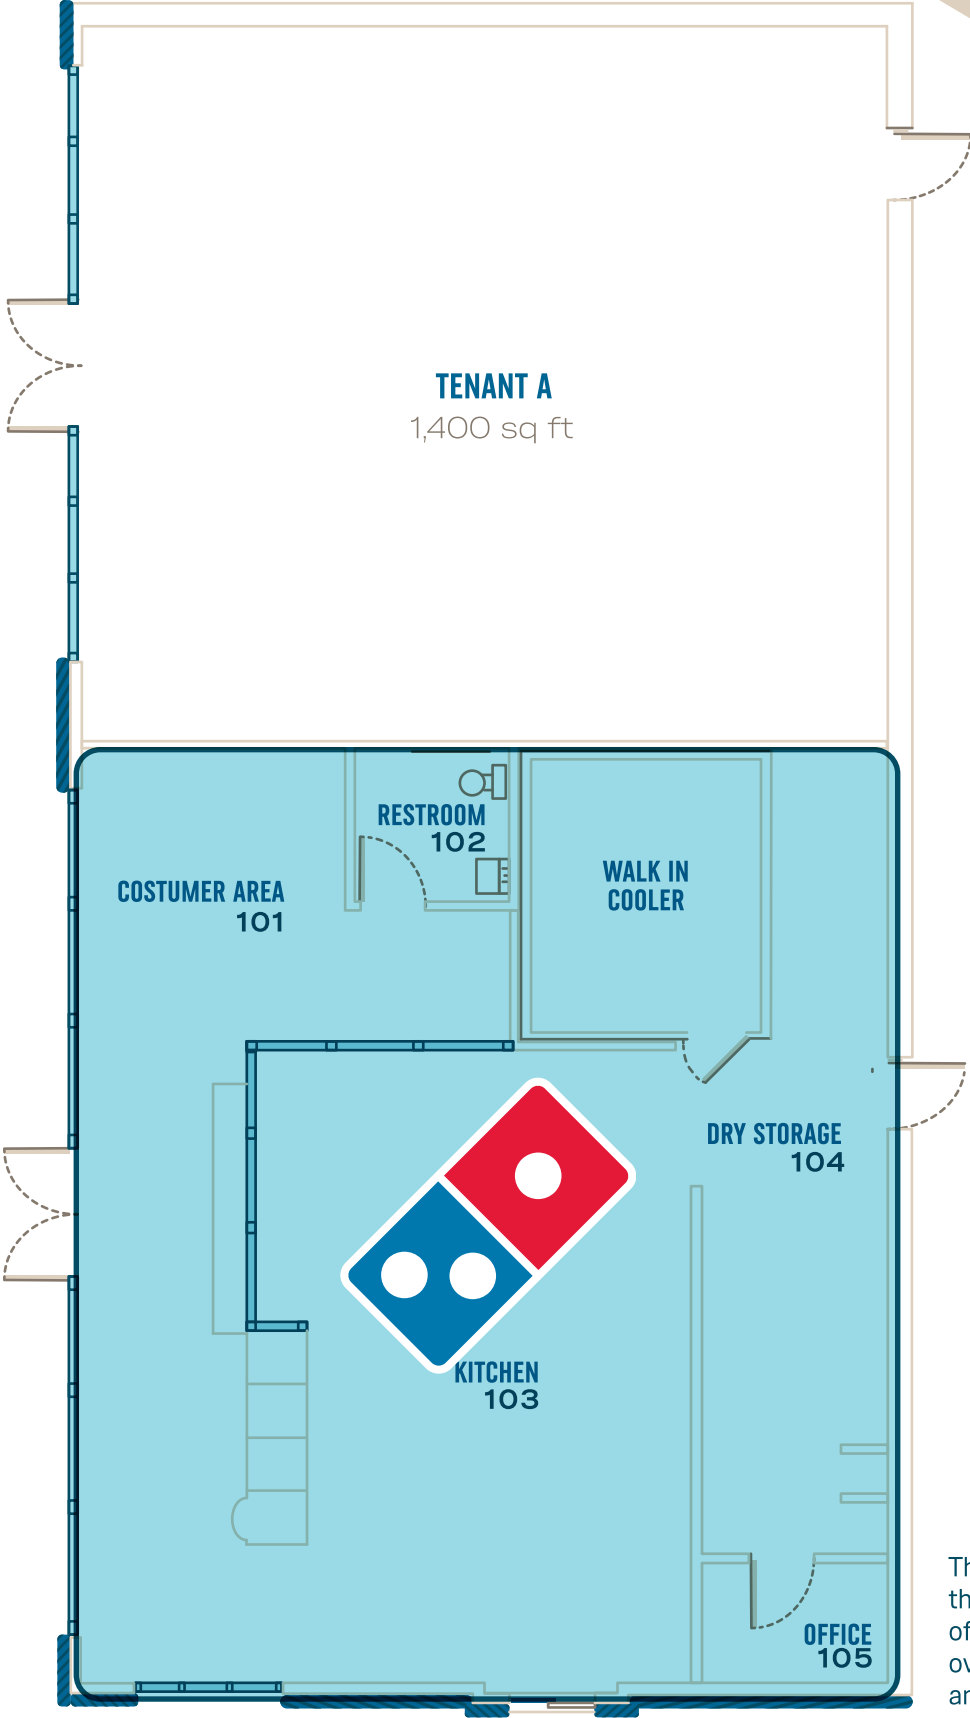 TENANT A
1,400 sq ft
RESTROOM
102
COSTUMER AREA
101
WALK IN
COOLER
DRY STORAGE
104
KITCHEN
103
OFFICE
105